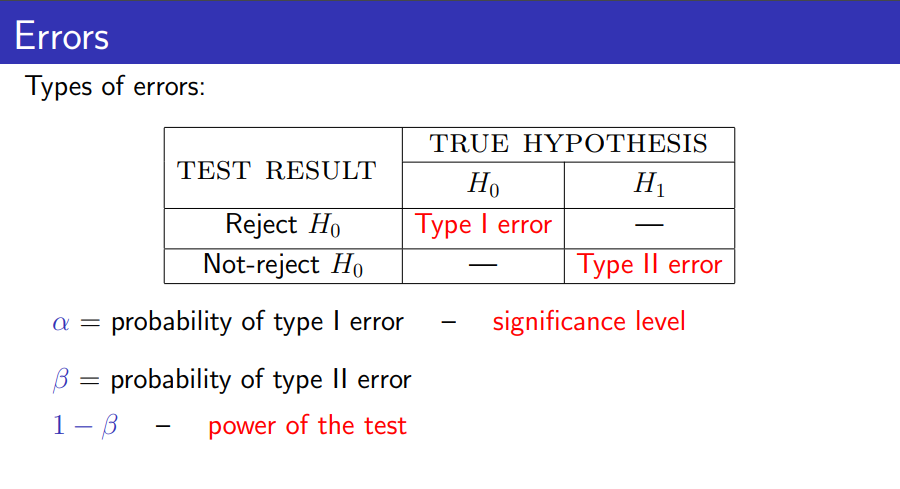 Errors
Types of errors:
TRUE HYPOTHESIS
TEST RESULT
H₀ H₁
Reject H₀ Type I error —
Not-reject H₀ — Type II error
α = probability of type I error – significance level
β = probability of type II error
1 − β – power of the test